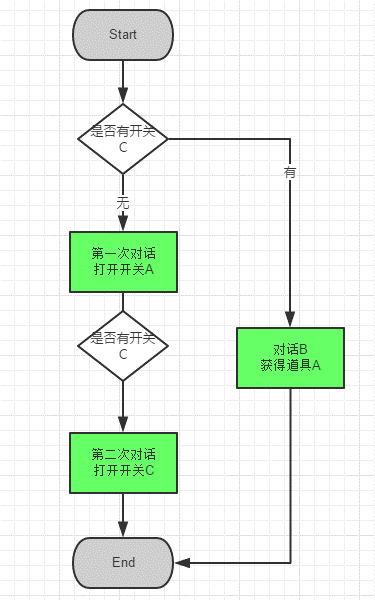 Start
是否有开关
C
有
无
第一次对话
打开开关A
是否有开关
C
对话B
获得道具A
第二次对话
打开开关C
End